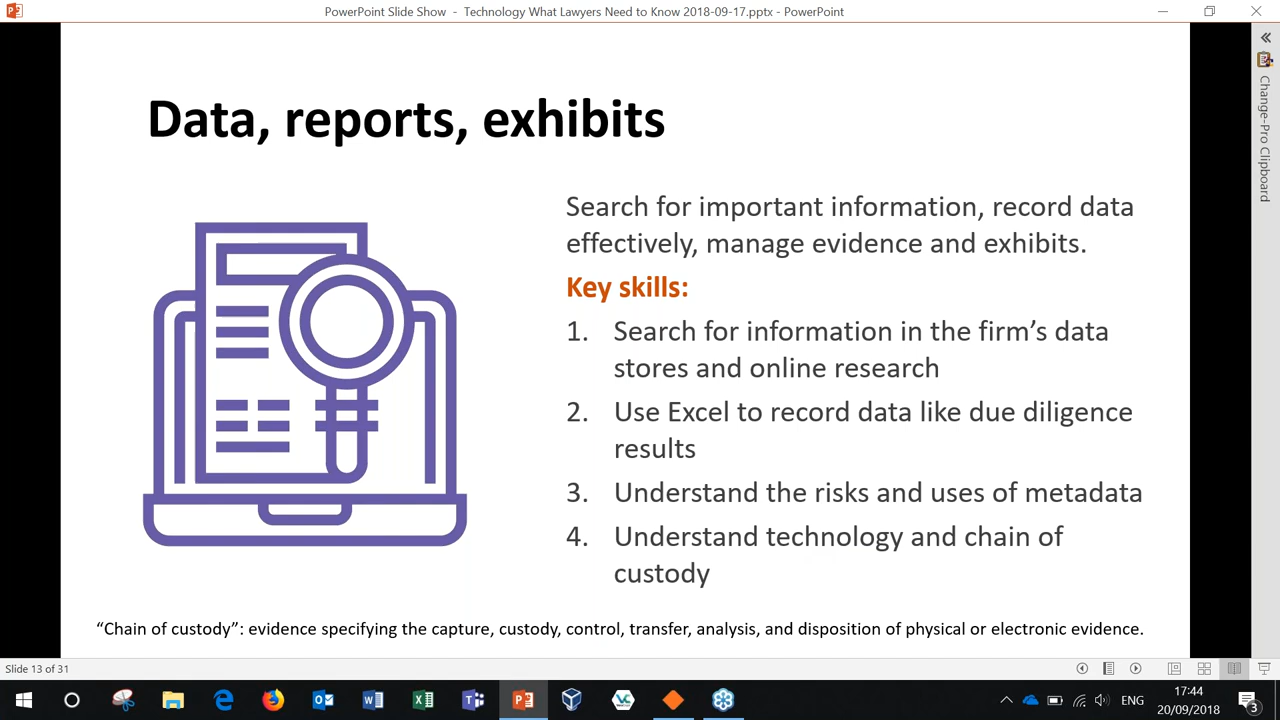 PowerPoint Slide Show - Technology What Lawyers Need to Know 2018-09-17.pptx - PowerPoint
Change-Pro Clipboard
Data, reports, exhibits
Search for important information, record data
effectively, manage evidence and exhibits.
Key skills:
1. Search for information in the firm’s data
stores and online research
2. Use Excel to record data like due diligence
results
3. Understand the risks and uses of metadata
4. Understand technology and chain of
custody
“Chain of custody”: evidence specifying the capture, custody, control, transfer, analysis, and disposition of physical or electronic evidence.
Slide 13 of 31
ENG
17:44
20/09/2018
3